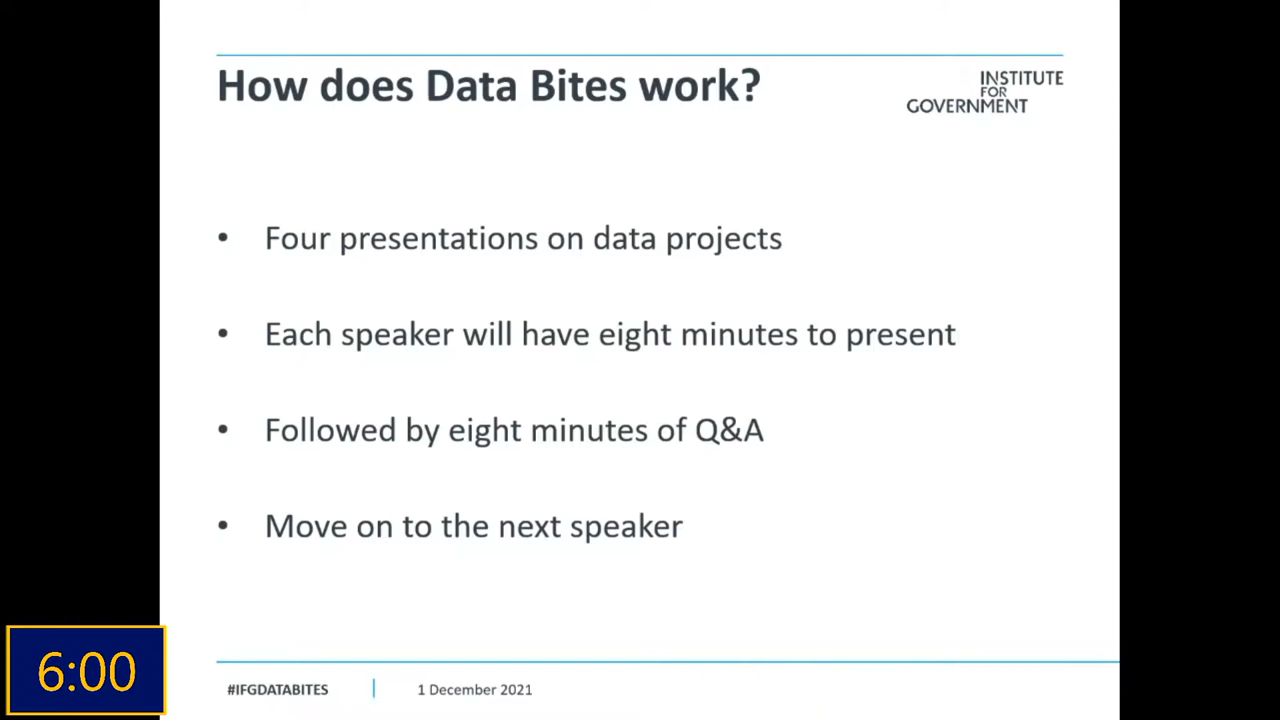 How does Data Bites work?
INSTITUTE
FOR
GOVERNMENT
• Four presentations on data projects
• Each speaker will have eight minutes to present
• Followed by eight minutes of Q&A
• Move on to the next speaker
6:00
#IFGDATABITES | 1 December 2021